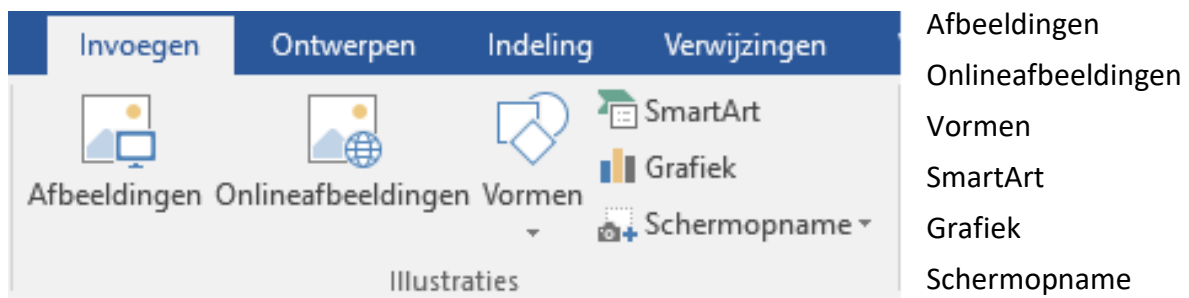 Invoegen Ontwerpen Indeling Verwijzingen
Afbeeldingen Onlineafbeeldingen Vormen
SmartArt
Grafiek
Schermopname
Illustraties
Afbeeldingen
Onlineafbeeldingen
Vormen
SmartArt
Grafiek
Schermopname